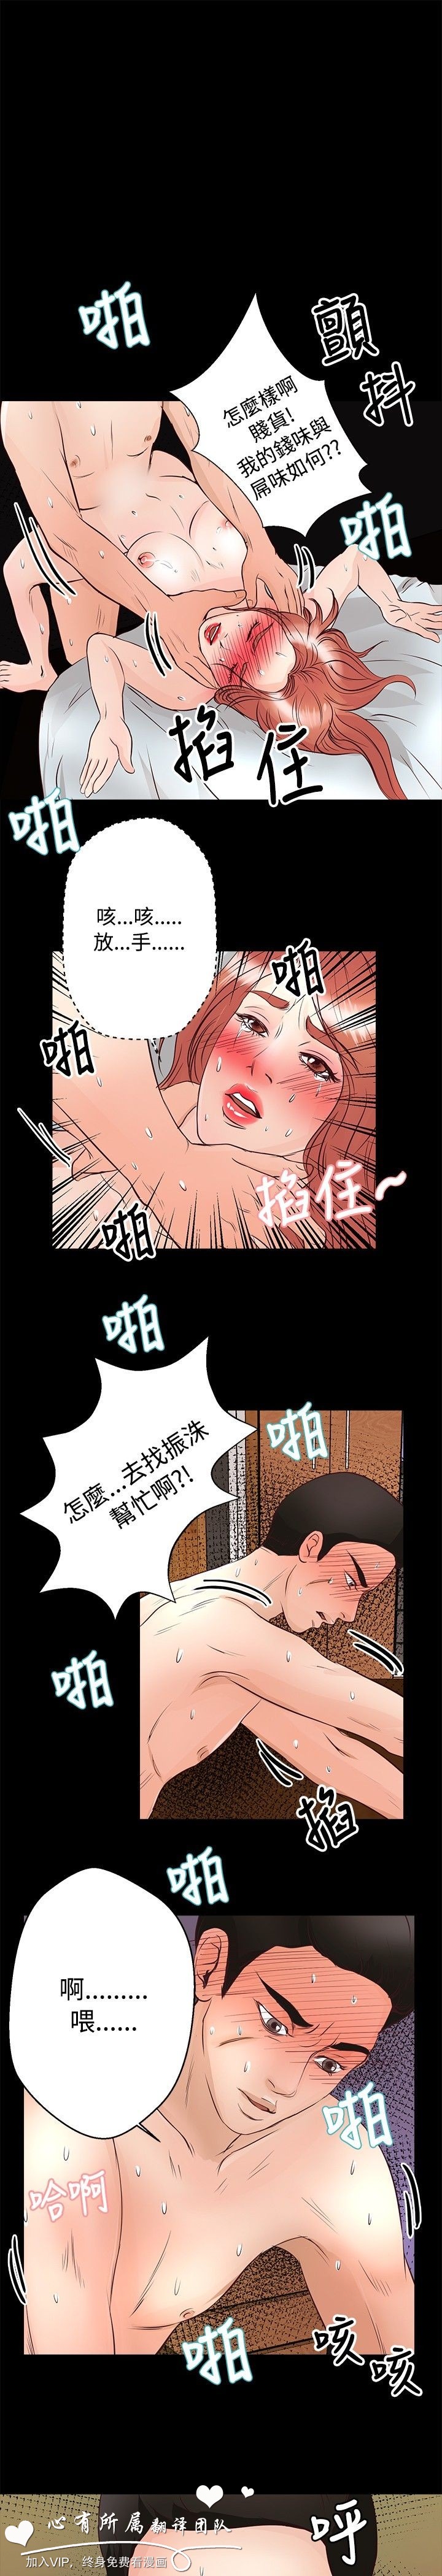 啪
顫
抖
怎麼樣啊
賤貨!
我的錢味與
屌味如何??
啪
掐住
啪
咳...咳.....
放...手......
啪
啪
掐住~
啪
啪
怎麼...去找振洙
幫忙啊?!
啪
啪
掐
啪
啊.........
喂......
啪
哈啊
咳
咳
啪
心有所属翻译团队
加入VIP，终身免费看漫画
呼